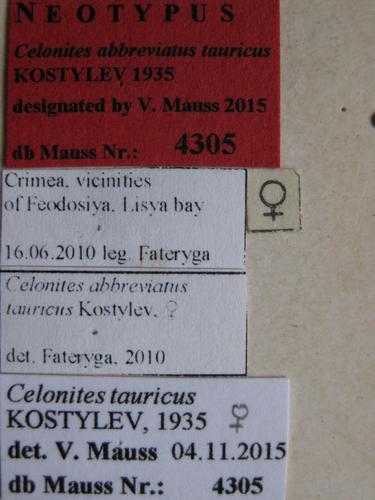 NEOTYPUS
Celonites abbreviatus tauricus
KOSTYLEV 1935
designated by V. Mauss 2015
db Mauss Nr.: 4305
Crimea, vicinities
of Feodosiya, Lisya bay
16.06.2010 leg. Fateryga
♀
Celonites abbreviatus
tauricus Kostylev, ♀
det. Fateryga, 2010
Celonites tauricus
KOSTYLEV, 1935 ☿
det. V. Mauss 04.11.2015
db Mauss Nr.: 4305